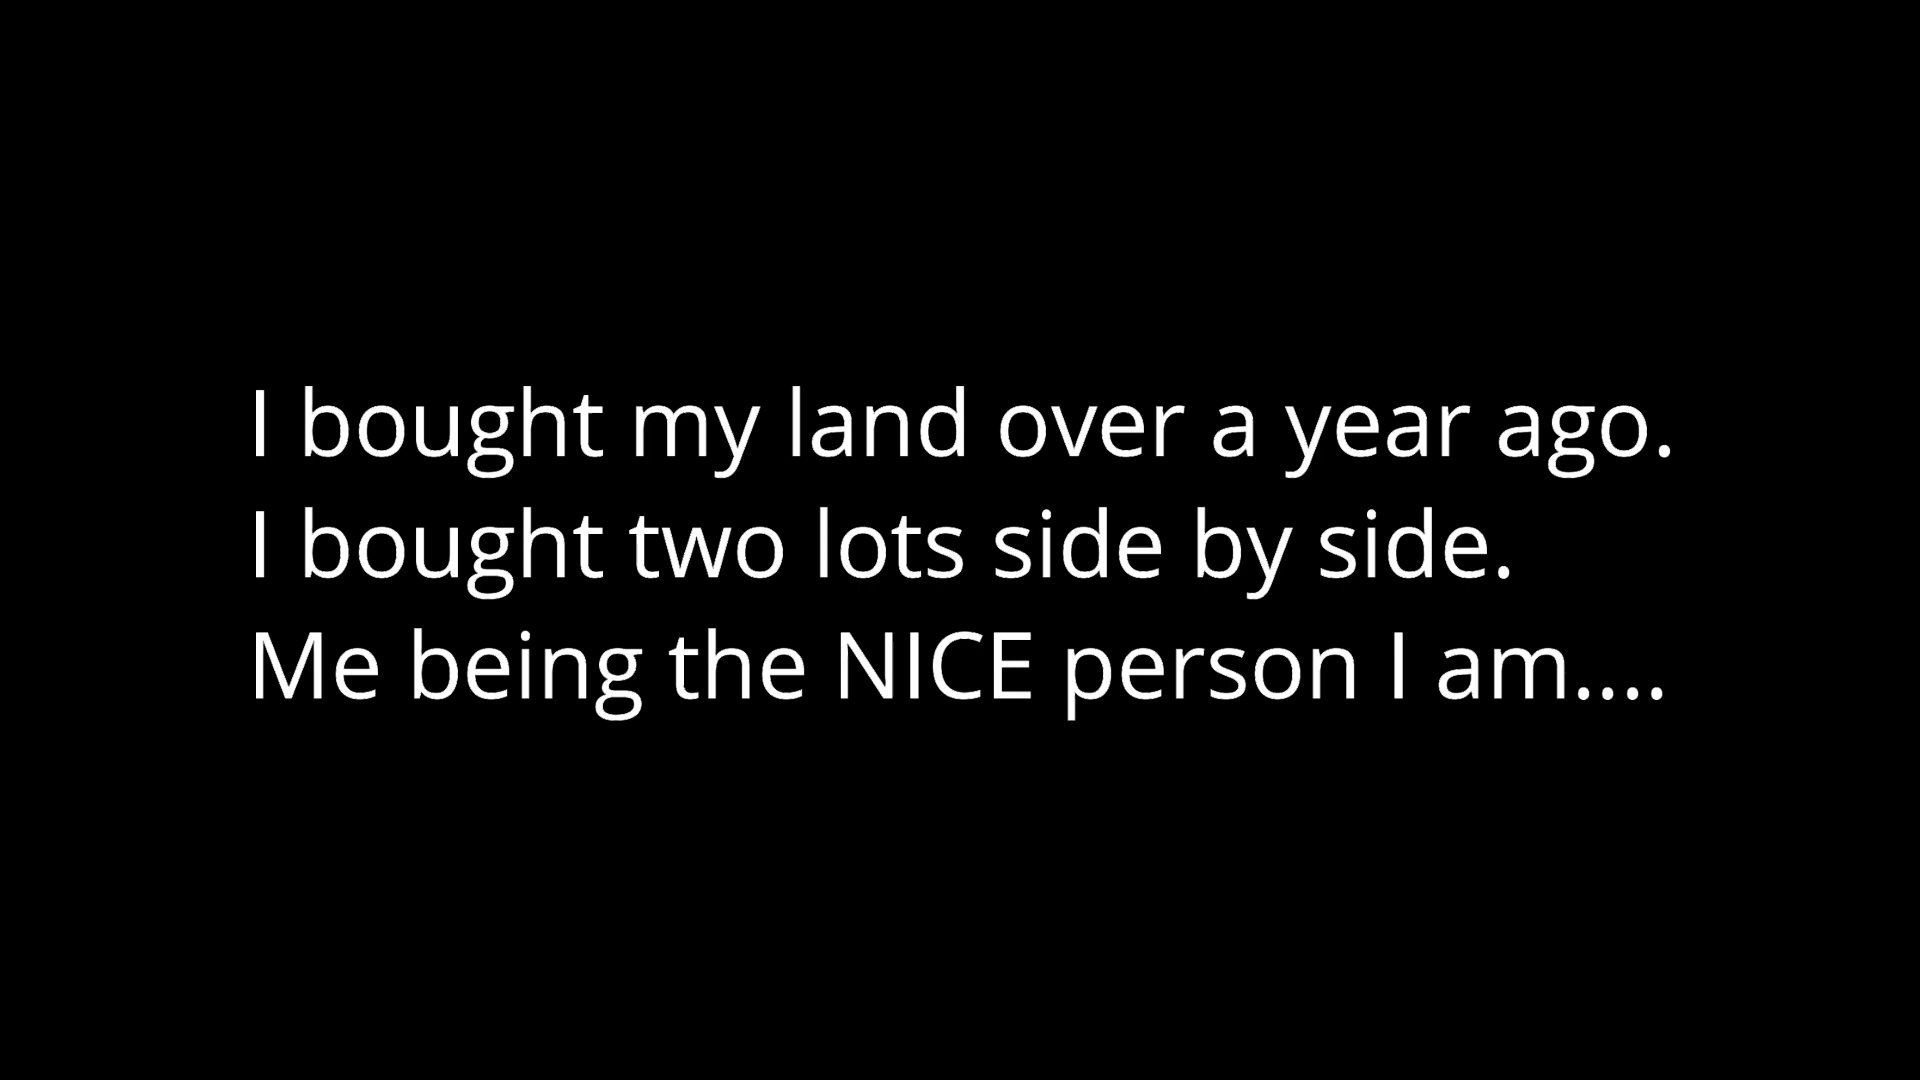 I bought my land over a year ago.
I bought two lots side by side.
Me being the NICE person I am....